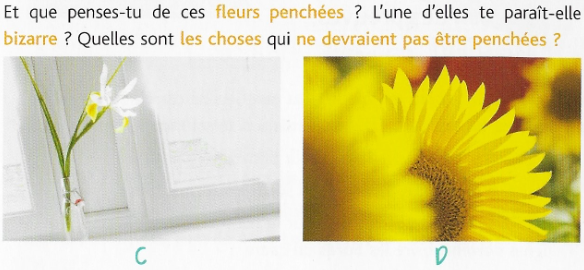 Et que penses-tu de ces fleurs penchées ? L'une d'elles te paraît-elle
bizarre ? Quelles sont les choses qui ne devraient pas être penchées ?
C
D